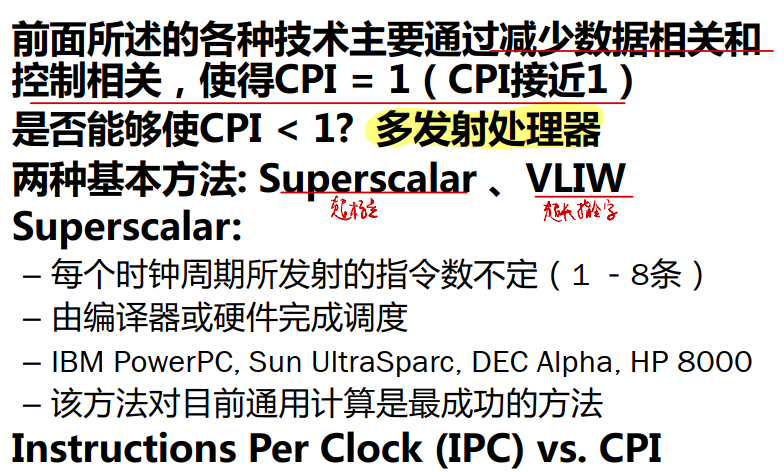 前面所述的各种技术主要通过减少数据相关和
控制相关，使得CPI = 1（CPI接近1）
是否能够使CPI < 1? 多发射处理器
两种基本方法: Superscalar 、VLIW
超标量 超长指令字
Superscalar:
– 每个时钟周期所发射的指令数不定（1 - 8条）
– 由编译器或硬件完成调度
– IBM PowerPC, Sun UltraSparc, DEC Alpha, HP 8000
– 该方法对目前通用计算是最成功的方法
Instructions Per Clock (IPC) vs. CPI